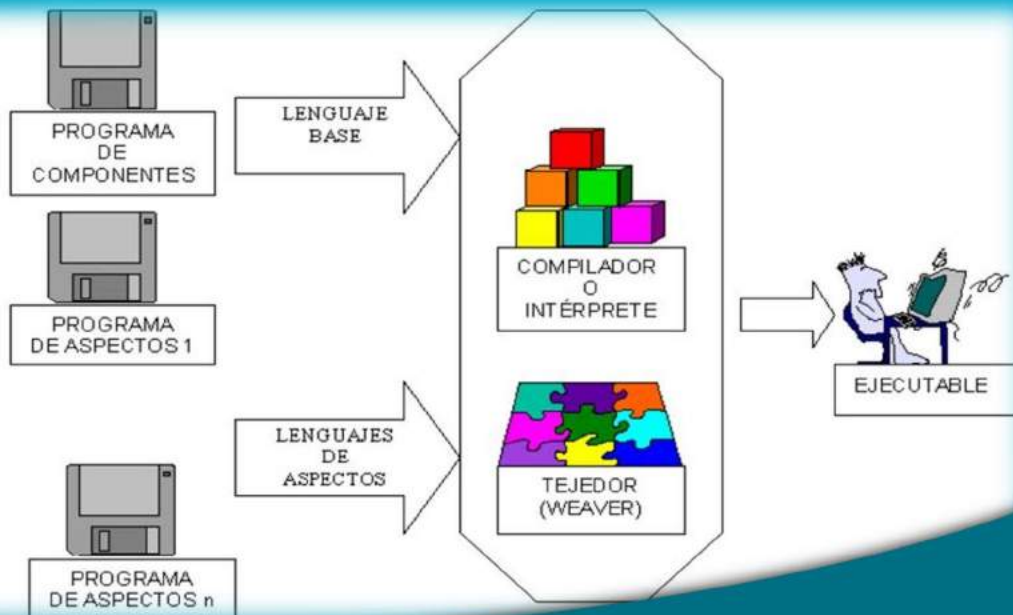 PROGRAMA
DE
COMPONENTES
LENGUAJE
BASE
PROGRAMA
DE ASPECTOS 1
COMPILADOR
O
INTÉRPRETE
EJECUTABLE
LENGUAJES
DE
ASPECTOS
TEJEDOR
(WEAVER)
PROGRAMA
DE ASPECTOS n